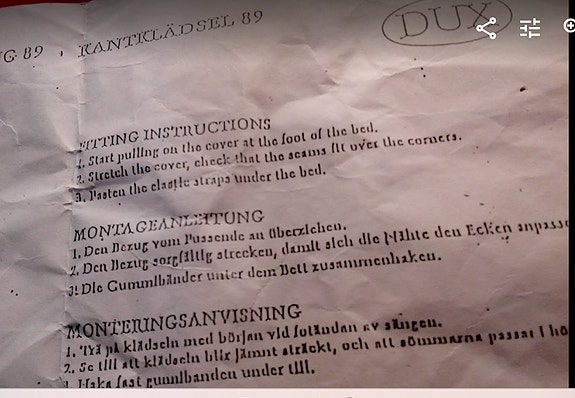 G 89 , KANTKLÄDSEL 89
DUX
FITTING INSTRUCTIONS
1. Start pulling on the cover at the foot of the bed.
2. Stretch the cover, check that the seams fit over the corners.
3. Fasten the elastic straps under the bed.
MONTAGEANLEITUNG
1. Den Bezug vom Fussende an überziehen.
2. Den Bezug sorgfältig strecken, damit sich die Nähte den Ecken anpasse
3. Die Gummibänder unter dem Bett zusammenhaken.
MONTERINGSANVISNING
1. Trä på klädseln med början vid fotändan av sängen.
2. Se till att klädseln blir jämnt sträckt, och att sömmarna passar i hö
Haka fast gummibanden under till.